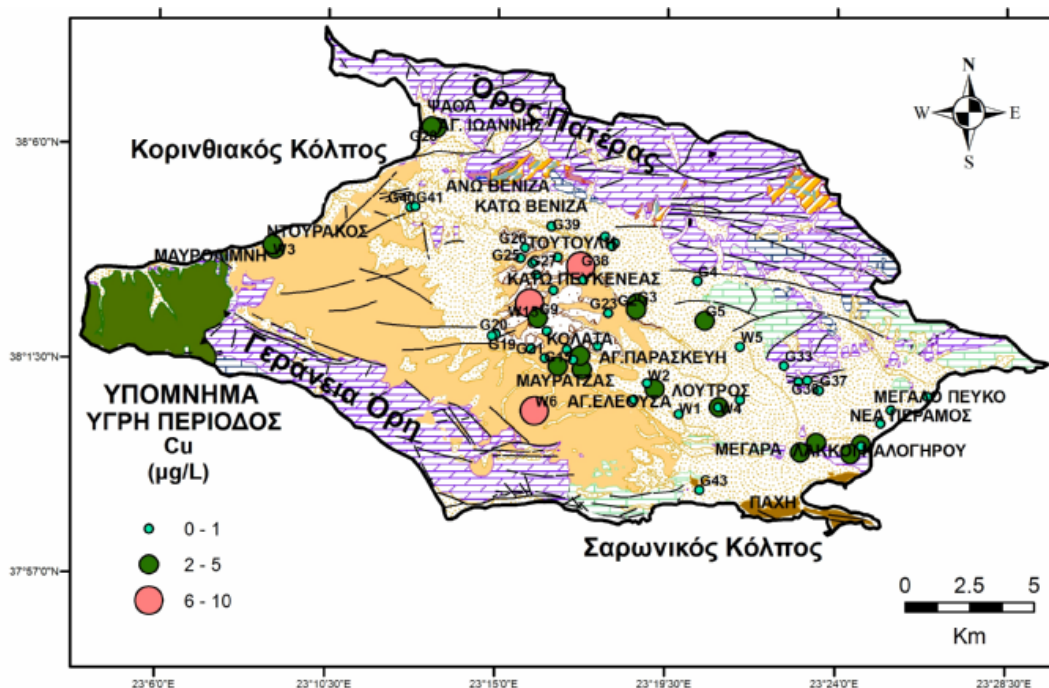 N
W
E
S
38°6'0"N
38°1'30"N
37°57'0"N
ΨΑΘΑ
ΑΓ. ΙΩΑΝΝΗΣ
Όρος Πατέρας
Κορινθιακός Κόλπος
ΑΝΩ ΒΕΝΙΖΑ
G41
ΚΑΤΩ ΒΕΝΙΖΑ
ΝΤΟΥΡΑΚΟΣ
G39
G26
ΜΑΥΡΟΛΙΜΝΗ
W3
G25
G27
G38
ΚΑΤΩ ΠΕΥΚΕΝΕΑΣ
G4
G23
G3
G9
G5
G20
G19
ΚΟΛΑΤΑ
W5
ΑΓ.ΠΑΡΑΣΚΕΥΗ
G33
Γεράνεια Όρη
ΜΑΥΡΑΤΖΑΣ
W2
G37
ΑΓ.ΕΛΕΟΥΣΑ
ΛΟΥΤΡΟΣ
ΜΕΓΑΛΟ ΠΕΥΚΟ
W6
W1
W4
ΝΕΑ ΠΕΡΑΜΟΣ
ΜΕΓΑΡΑ
G43
ΠΑΧΗ
Σαρωνικός Κόλπος
ΥΠΟΜΝΗΜΑ
ΥΓΡΗ ΠΕΡΙΟΔΟΣ
Cu
(μg/L)
0 - 1
2 - 5
6 - 10
0 2.5 5
Km
23°6'0"E 23°10'30"E 23°15'0"E 23°19'30"E 23°24'0"E 23°28'30"E